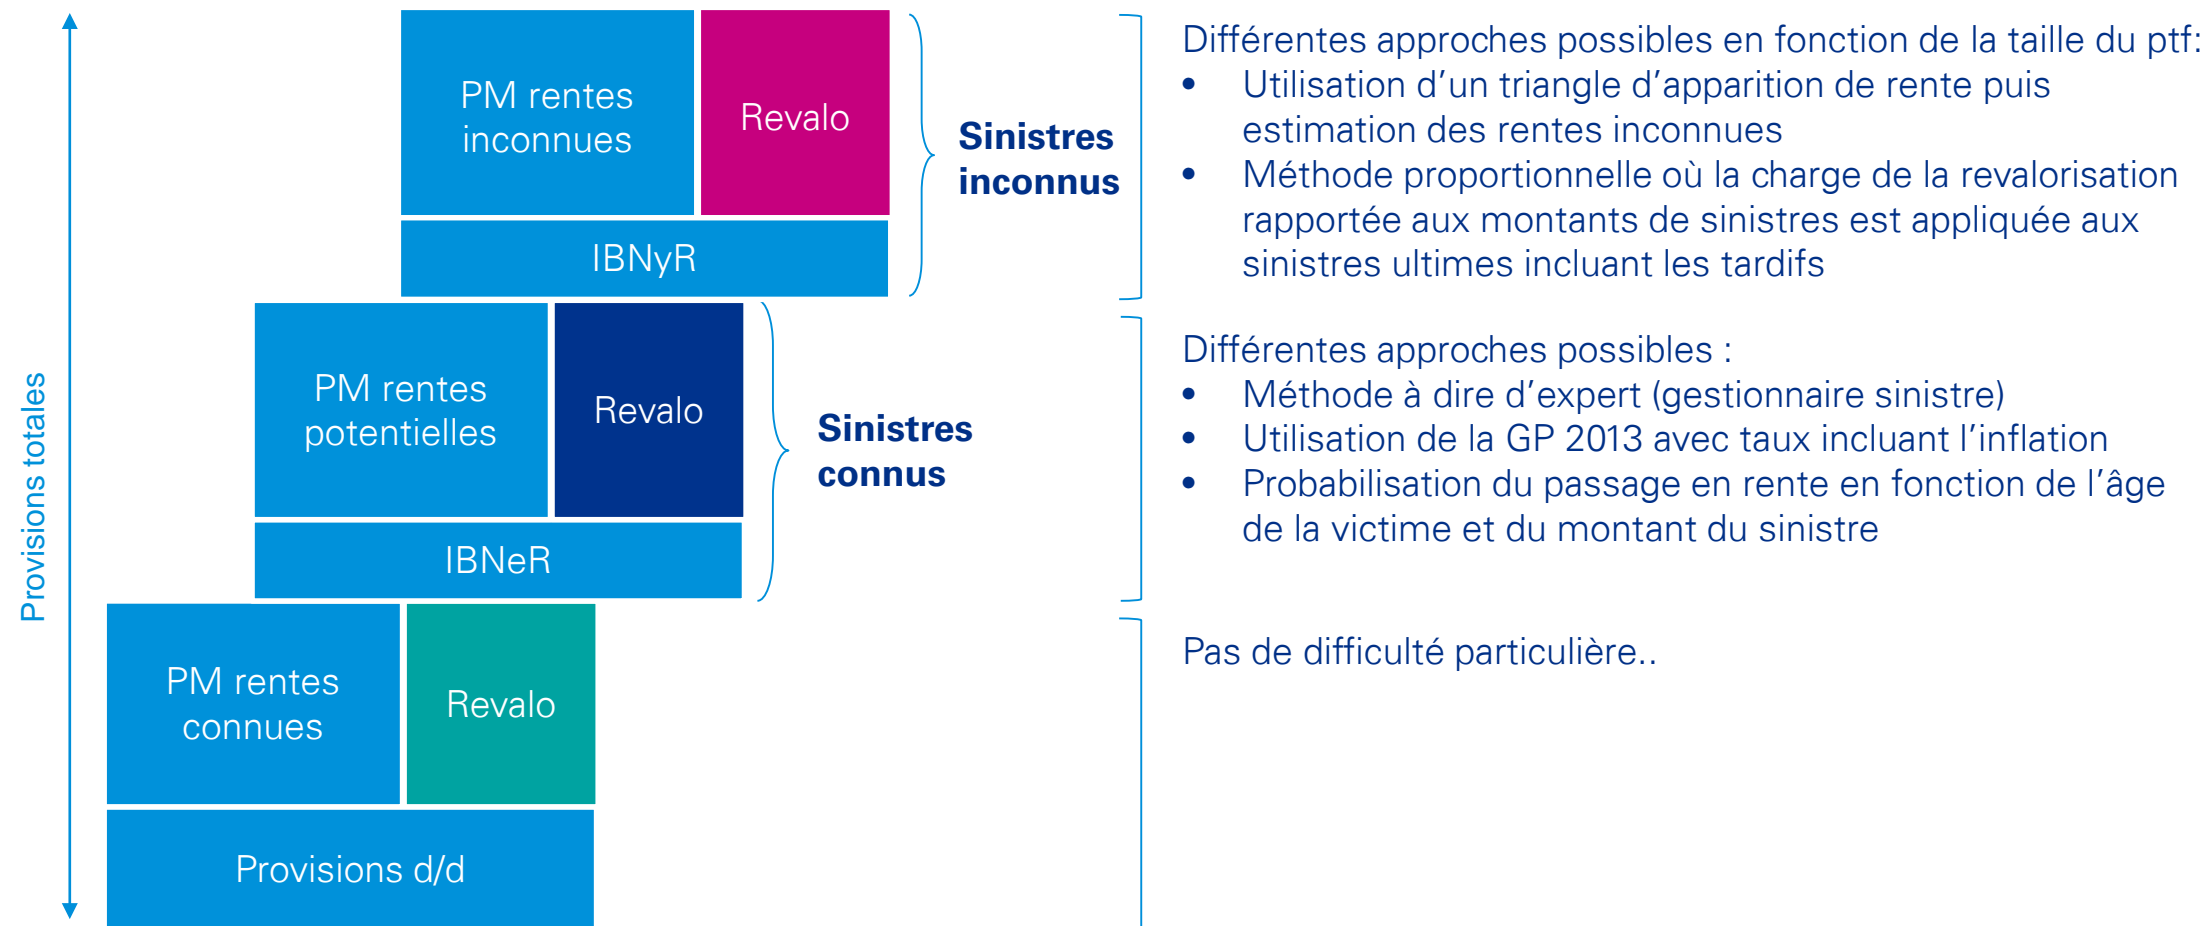 Provisions totales
PM rentes
inconnues
Revalo
IBNyR
Sinistres
inconnus
Différentes approches possibles en fonction de la taille du ptf:
• Utilisation d’un triangle d’apparition de rente puis
estimation des rentes inconnues
• Méthode proportionnelle où la charge de la revalorisation
rapportée aux montants de sinistres est appliquée aux
sinistres ultimes incluant les tardifs
PM rentes
potentielles
Revalo
IBNeR
Sinistres
connus
Différentes approches possibles :
• Méthode à dire d’expert (gestionnaire sinistre)
• Utilisation de la GP 2013 avec taux incluant l’inflation
• Probabilisation du passage en rente en fonction de l’âge
de la victime et du montant du sinistre
PM rentes
connues
Revalo
Provisions d/d
Pas de difficulté particulière..